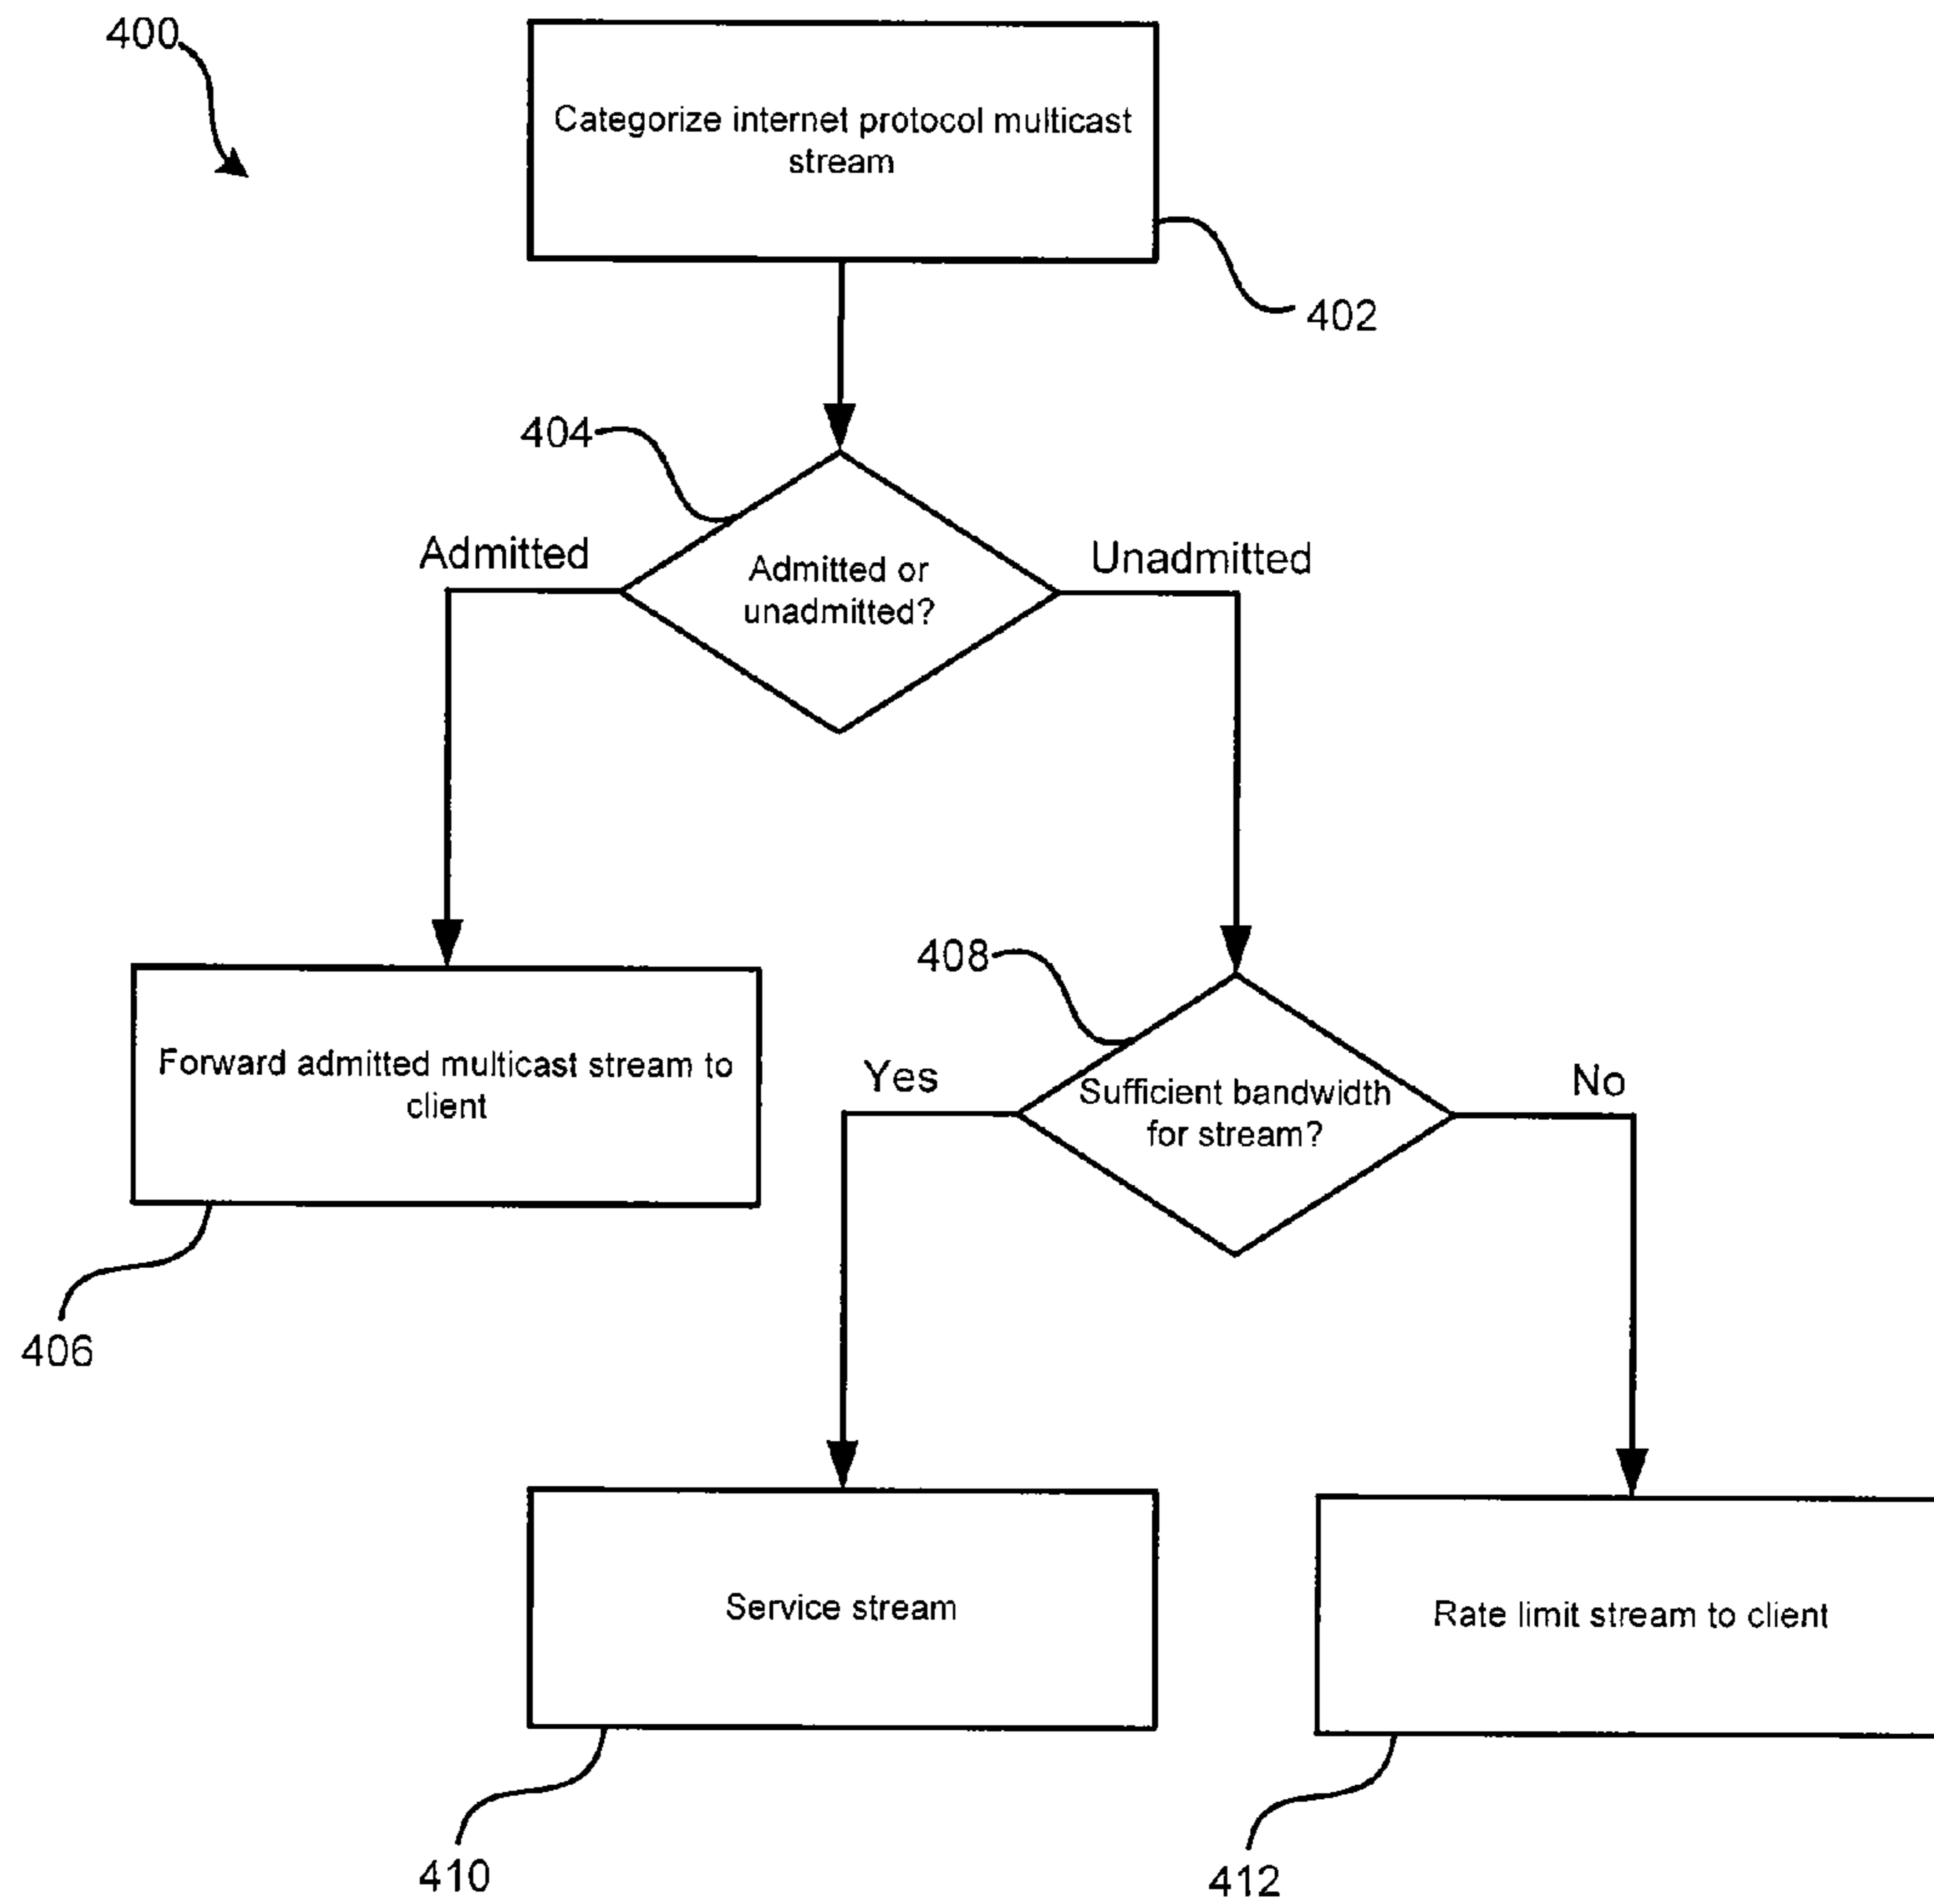 400
Categorize internet protocol multicast
stream
402
404
Admitted
Unadmitted
Admitted or
unadmitted?
408
Forward admitted multicast stream to
client
Yes
No
Sufficient bandwidth
for stream?
406
Service stream
Rate limit stream to client
410
412